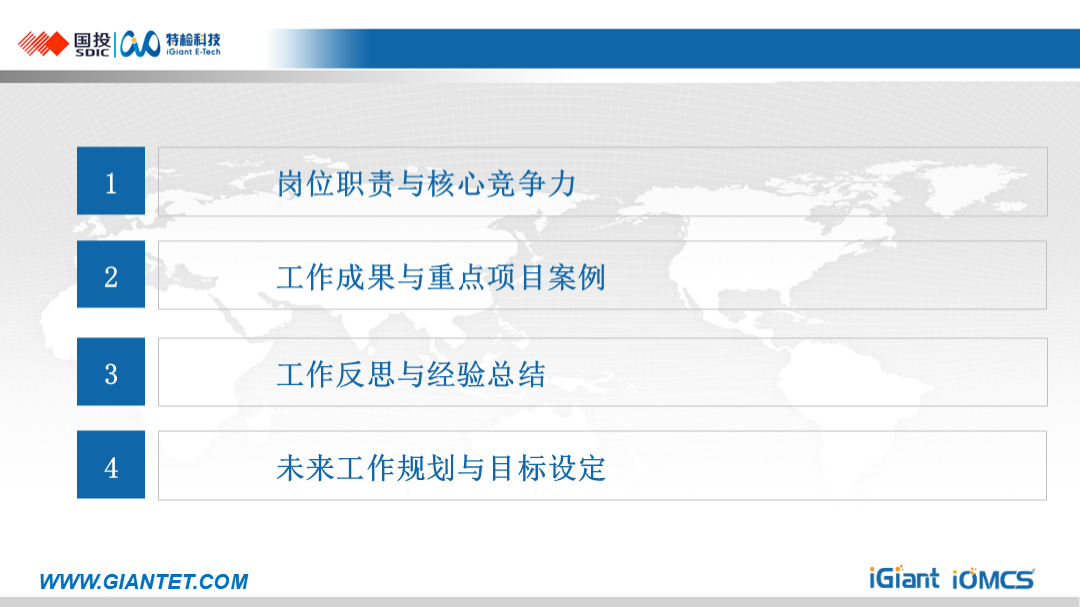 国投
SDIC
特检科技
iGiant E-Tech
1
岗位职责与核心竞争力
2
工作成果与重点项目案例
3
工作反思与经验总结
4
未来工作规划与目标设定
WWW.GIANTET.COM
iGiant iOMCS